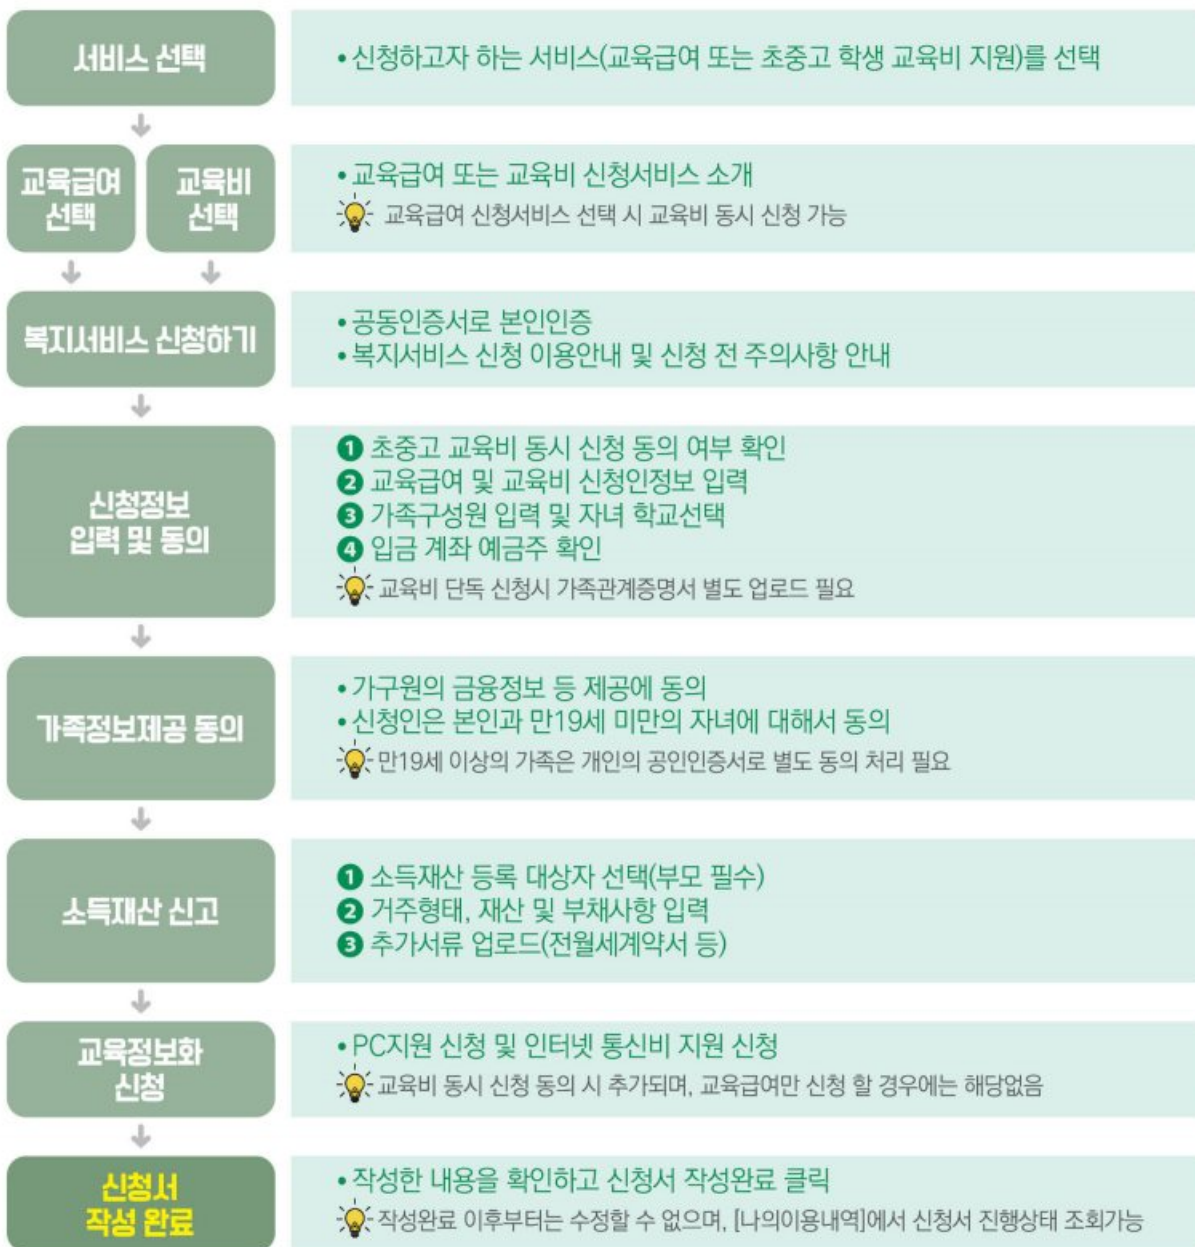 서비스 선택
• 신청하고자 하는 서비스(교육급여 또는 초중고 학생 교육비 지원)를 선택
교육급여
선택
교육비
선택
• 교육급여 또는 교육비 신청서비스 소개
교육급여 신청서비스 선택 시 교육비 동시 신청 가능
복지서비스 신청하기
• 공동인증서로 본인인증
• 복지서비스 신청 이용안내 및 신청 전 주의사항 안내
신청정보
입력 및 동의
❶ 초중고 교육비 동시 신청 동의 여부 확인
❷ 교육급여 및 교육비 신청인정보 입력
❸ 가족구성원 입력 및 자녀 학교선택
❹ 입금 계좌 예금주 확인
교육비 단독 신청시 가족관계증명서 별도 업로드 필요
가족정보제공 동의
• 가구원의 금융정보 등 제공에 동의
• 신청인은 본인과 만19세 미만의 자녀에 대해서 동의
만19세 이상의 가족은 개인의 공인인증서로 별도 동의 처리 필요
소득재산 신고
❶ 소득재산 등록 대상자 선택(부모 필수)
❷ 거주형태, 재산 및 부채사항 입력
❸ 추가서류 업로드(전월세계약서 등)
교육정보화
신청
• PC지원 신청 및 인터넷 통신비 지원 신청
교육비 동시 신청 동의 시 추가되며, 교육급여만 신청 할 경우에는 해당없음
신청서
작성 완료
• 작성한 내용을 확인하고 신청서 작성완료 클릭
작성완료 이후부터는 수정할 수 없으며, [나의이용내역]에서 신청서 진행상태 조회가능